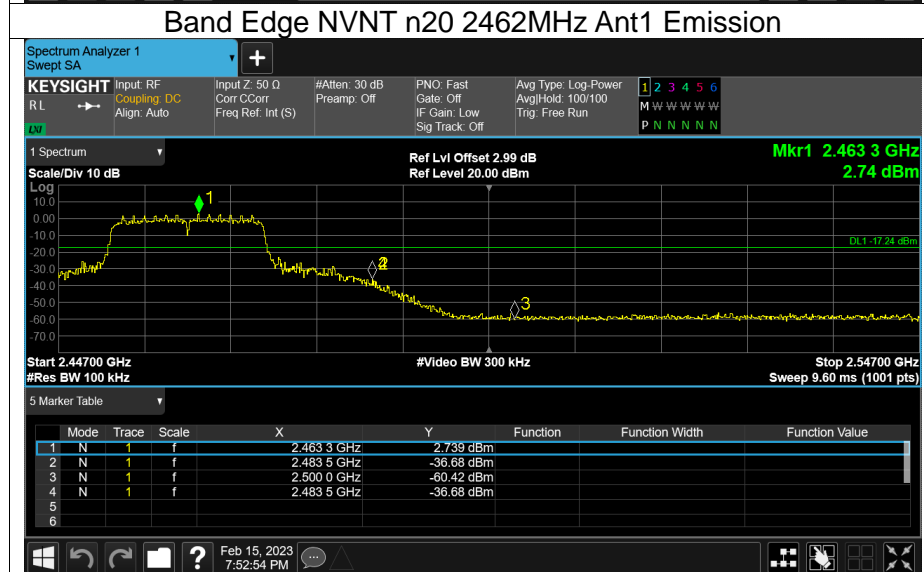 Band Edge NVNT n20 2462MHz Ant1 Emission
Spectrum Analyzer 1
Swept SA
+
KEYSIGHT Input: RF Input Z: 50 Ω #Atten: 30 dB PNO: Fast Avg Type: Log-Power 1 2 3 4 5 6
RL Coupling: DC Corr CCorr Preamp: Off Gate: Off Avg|Hold: 100/100 M W W W W W
Align: Auto Freq Ref: Int (S) IF Gain: Low Trig: Free Run
LXI Sig Track: Off P N N N N N
1 Spectrum Ref Lvl Offset 2.99 dB Mkr1 2.463 3 GHz
Scale/Div 10 dB Ref Level 20.00 dBm 2.74 dBm
Log
10.0 1
0.00
-10.0
DL1 -17.24 dBm
-20.0
-30.0 2
-40.0
-50.0 3
-60.0
-70.0
Start 2.44700 GHz #Video BW 300 kHz Stop 2.54700 GHz
#Res BW 100 kHz Sweep 9.60 ms (1001 pts)
5 Marker Table
Mode Trace Scale X Y Function Function Width Function Value
1 N 1 f 2.463 3 GHz 2.739 dBm
2 N 1 f 2.483 5 GHz -36.68 dBm
3 N 1 f 2.500 0 GHz -60.42 dBm
4 N 1 f 2.483 5 GHz -36.68 dBm
5
6
? Feb 15, 2023
7:52:54 PM